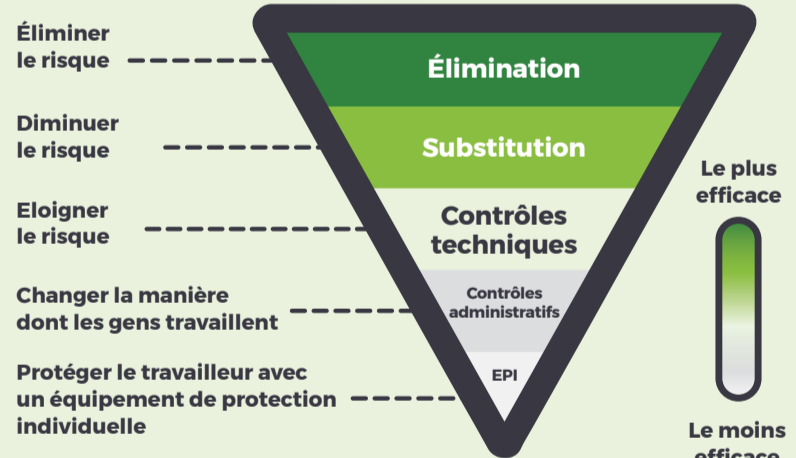 Éliminer
le risque
Élimination
Diminuer
le risque
Substitution
Eloigner
le risque
Contrôles
techniques
Changer la manière
dont les gens travaillent
Contrôles
administratifs
Protéger le travailleur avec
un équipement de protection
individuelle
EPI
Le plus
efficace
Le moins
efficace